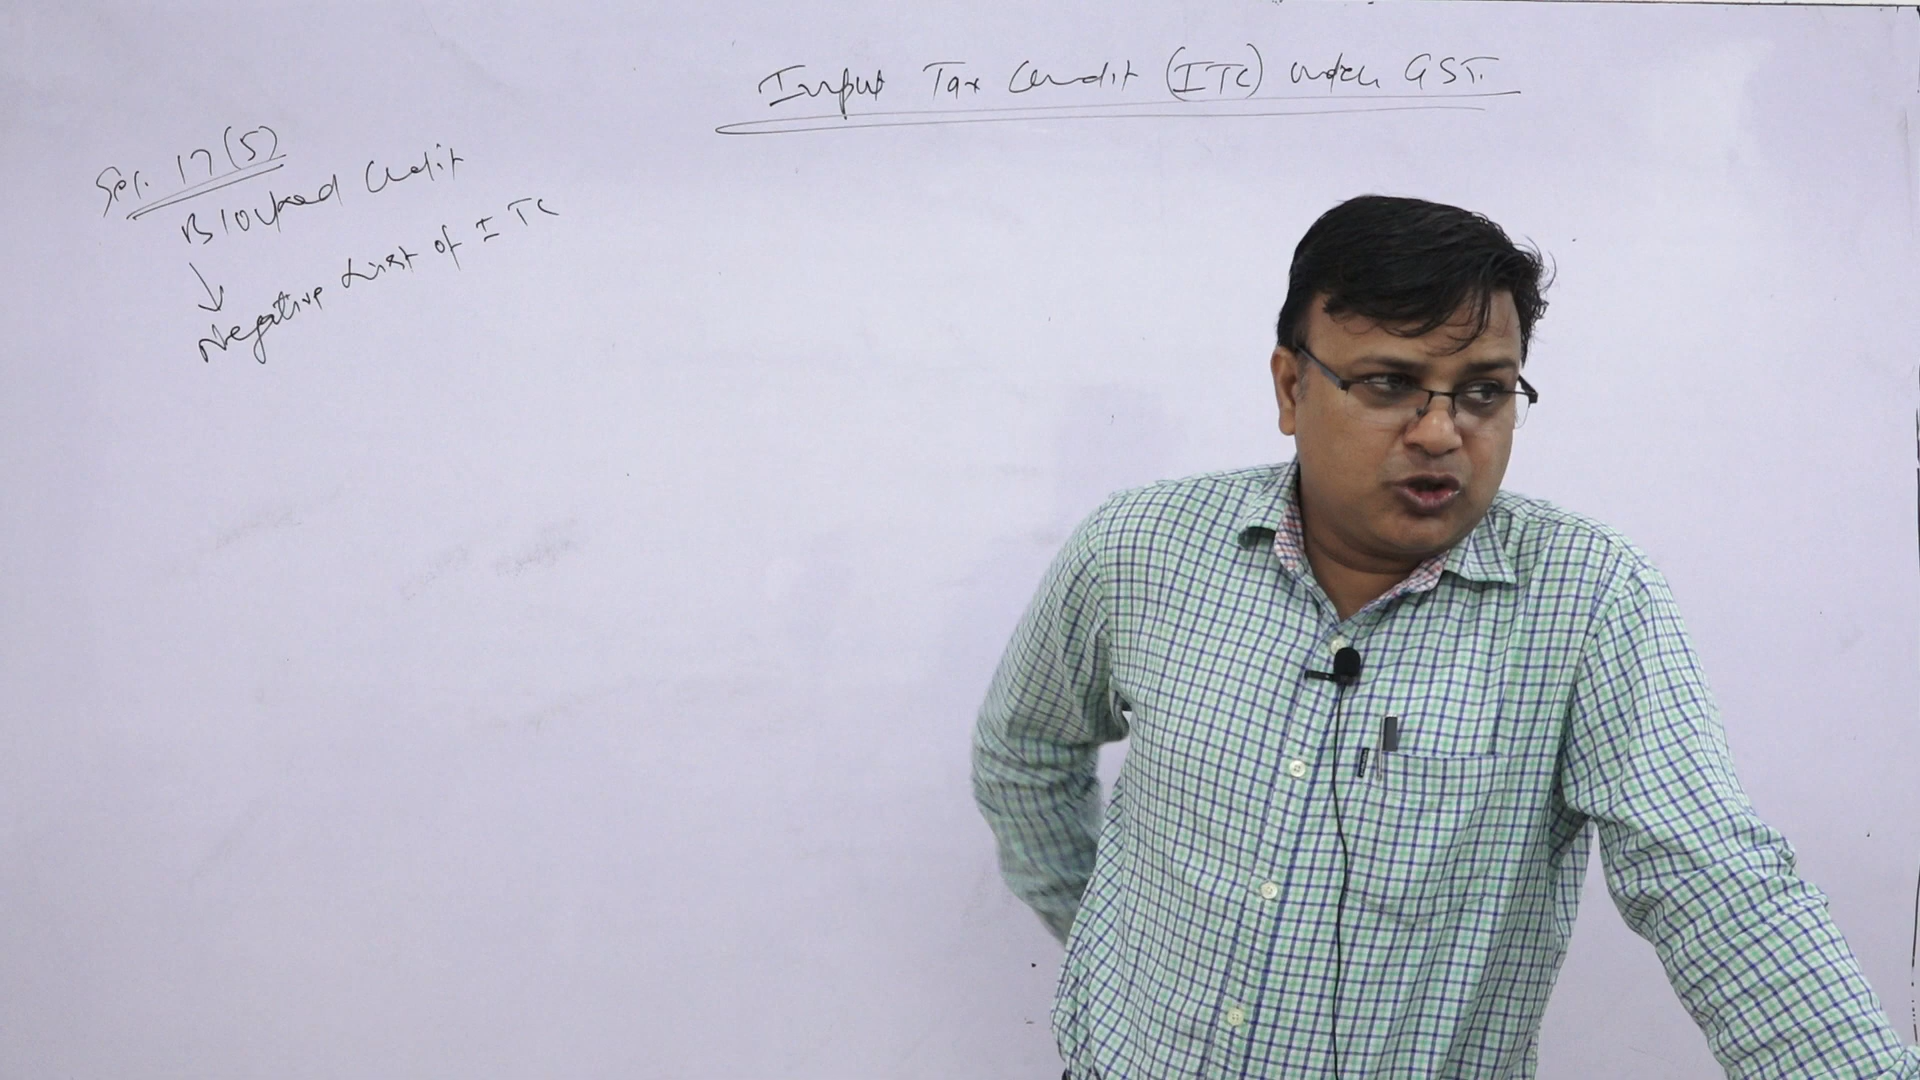 Input Tax Credit (ITC) under GST.
Sec. 17(5)
Blocked Credit
Negative List of ITC